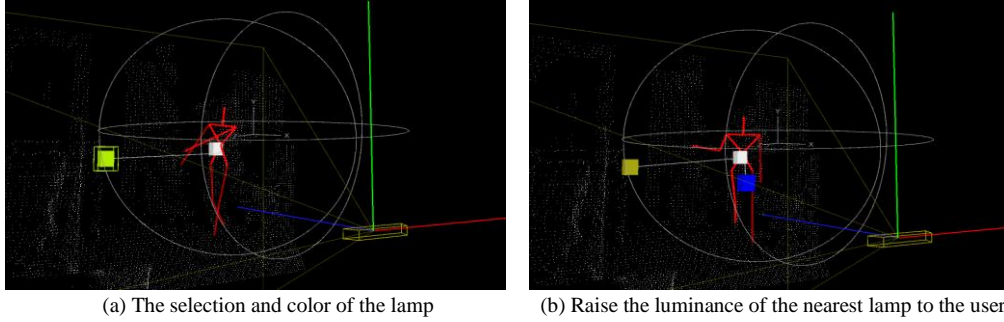 Y
X
Y
X
(a) The selection and color of the lamp
(b) Raise the luminance of the nearest lamp to the user